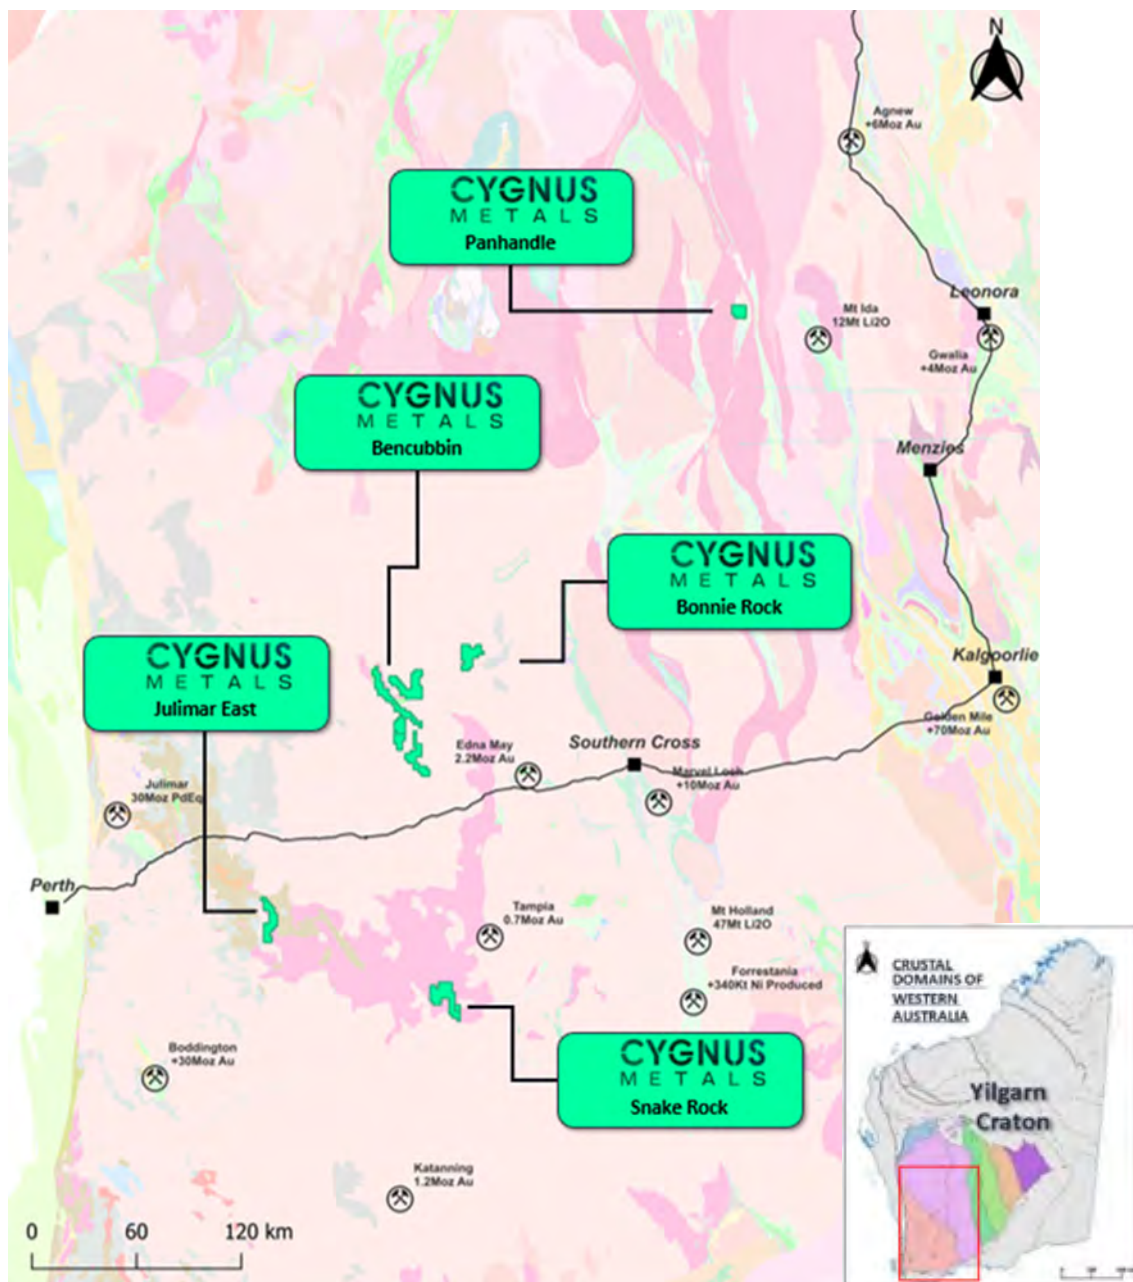 N
Agnew
+6Moz Au
CYGNUS
METALS
Panhandle
Leonora
Mt Ida
12Mt Li2O
Gwalia
+4Moz Au
CYGNUS
METALS
Bencubbin
Menzies
CYGNUS
METALS
Bonnie Rock
Kalgoorlie
CYGNUS
METALS
Julimar East
Golden Mile
+70Moz Au
Edna May
2.2Moz Au
Southern Cross
Marvel Loch
+10Moz Au
Julimar
30Moz PdEq
Perth
Tampia
0.7Moz Au
Mt Holland
47Mt Li2O
Forrestania
+340Kt Ni Produced
Boddington
+30Moz Au
CYGNUS
METALS
Snake Rock
Katanning
1.2Moz Au
0 60 120 km
CRUSTAL
DOMAINS OF
WESTERN
AUSTRALIA
Yilgarn
Craton